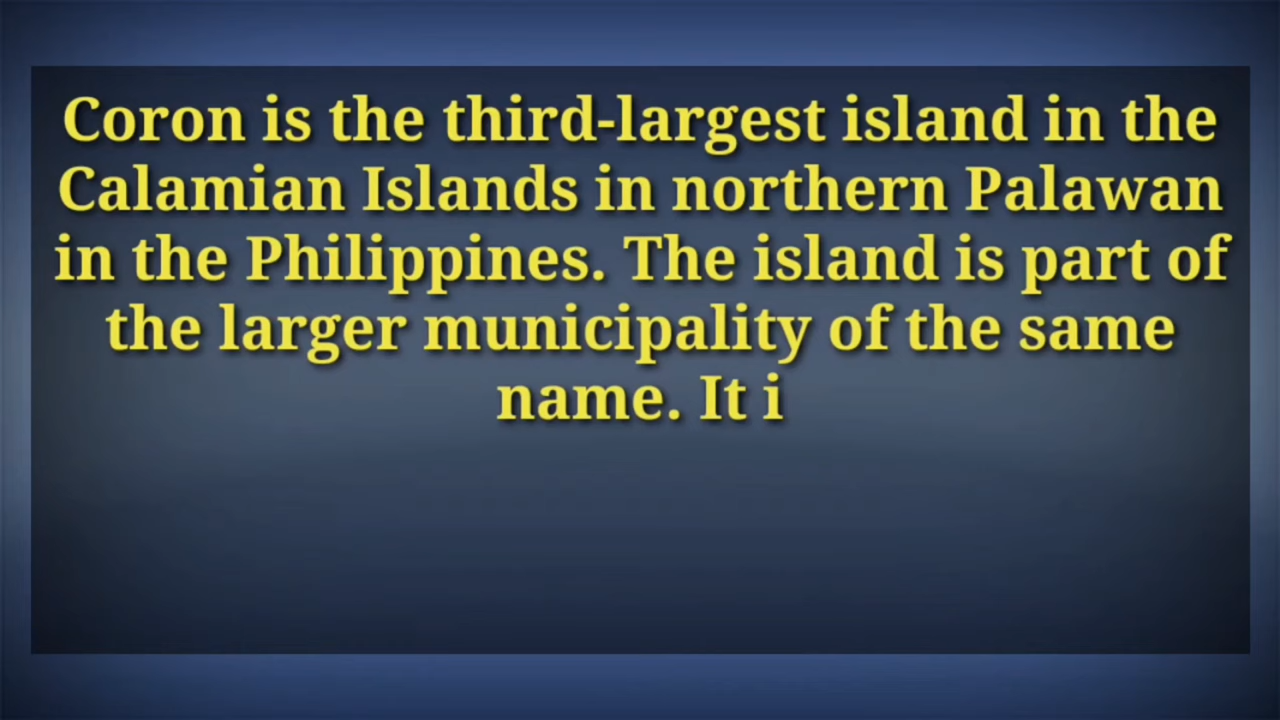 Coron is the third-largest island in the
Calamian Islands in northern Palawan
in the Philippines. The island is part of
the larger municipality of the same
name. It i